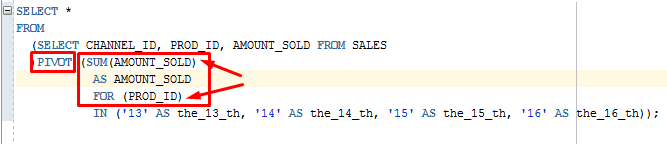 SELECT *
FROM
(SELECT CHANNEL_ID, PROD_ID, AMOUNT_SOLD FROM SALES
) PIVOT (SUM(AMOUNT_SOLD)
AS AMOUNT_SOLD
FOR (PROD_ID)
IN ('13' AS the_13_th, '14' AS the_14_th, '15' AS the_15_th, '16' AS the_16_th));